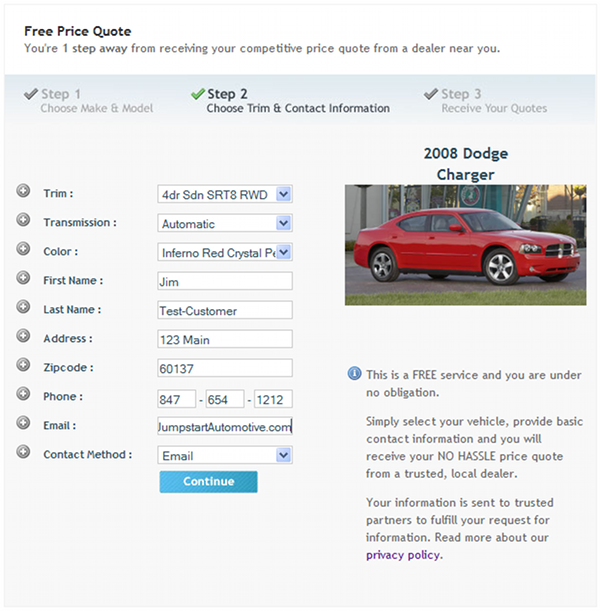 Free Price Quote
You're 1 step away from receiving your competitive price quote from a dealer near you.
Step 1
Choose Make & Model
Step 2
Choose Trim & Contact Information
Step 3
Receive Your Quotes
2008 Dodge
Charger
Trim : 4dr Sdn SRT8 RWD
Transmission : Automatic
Color : Inferno Red Crystal Pe
First Name : Jim
Last Name : Test-Customer
Address : 123 Main
Zipcode : 60137
Phone : 847 - 654 - 1212
Email : JumpstartAutomotive.com
Contact Method : Email
Continue
This is a FREE service and you are under
no obligation.
Simply select your vehicle, provide basic
contact information and you will
receive your NO HASSLE price quote
from a trusted, local dealer.
Your information is sent to trusted
partners to fulfill your request for
information. Read more about our
privacy policy.